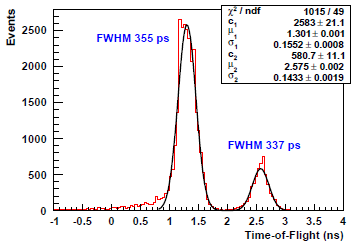 Events
2500
2000
1500
1000
500
0
FWHM 355 ps
FWHM 337 ps
χ² / ndf 1015 / 49
c₁ 2583 ± 21.1
μ₁ 1.301 ± 0.001
σ₁ 0.1552 ± 0.0008
c₂ 580.7 ± 11.1
μ₂ 2.575 ± 0.002
σ₂ 0.1433 ± 0.0019
-1 -0.5 0 0.5 1 1.5 2 2.5 3 3.5 4
Time-of-Flight (ns)